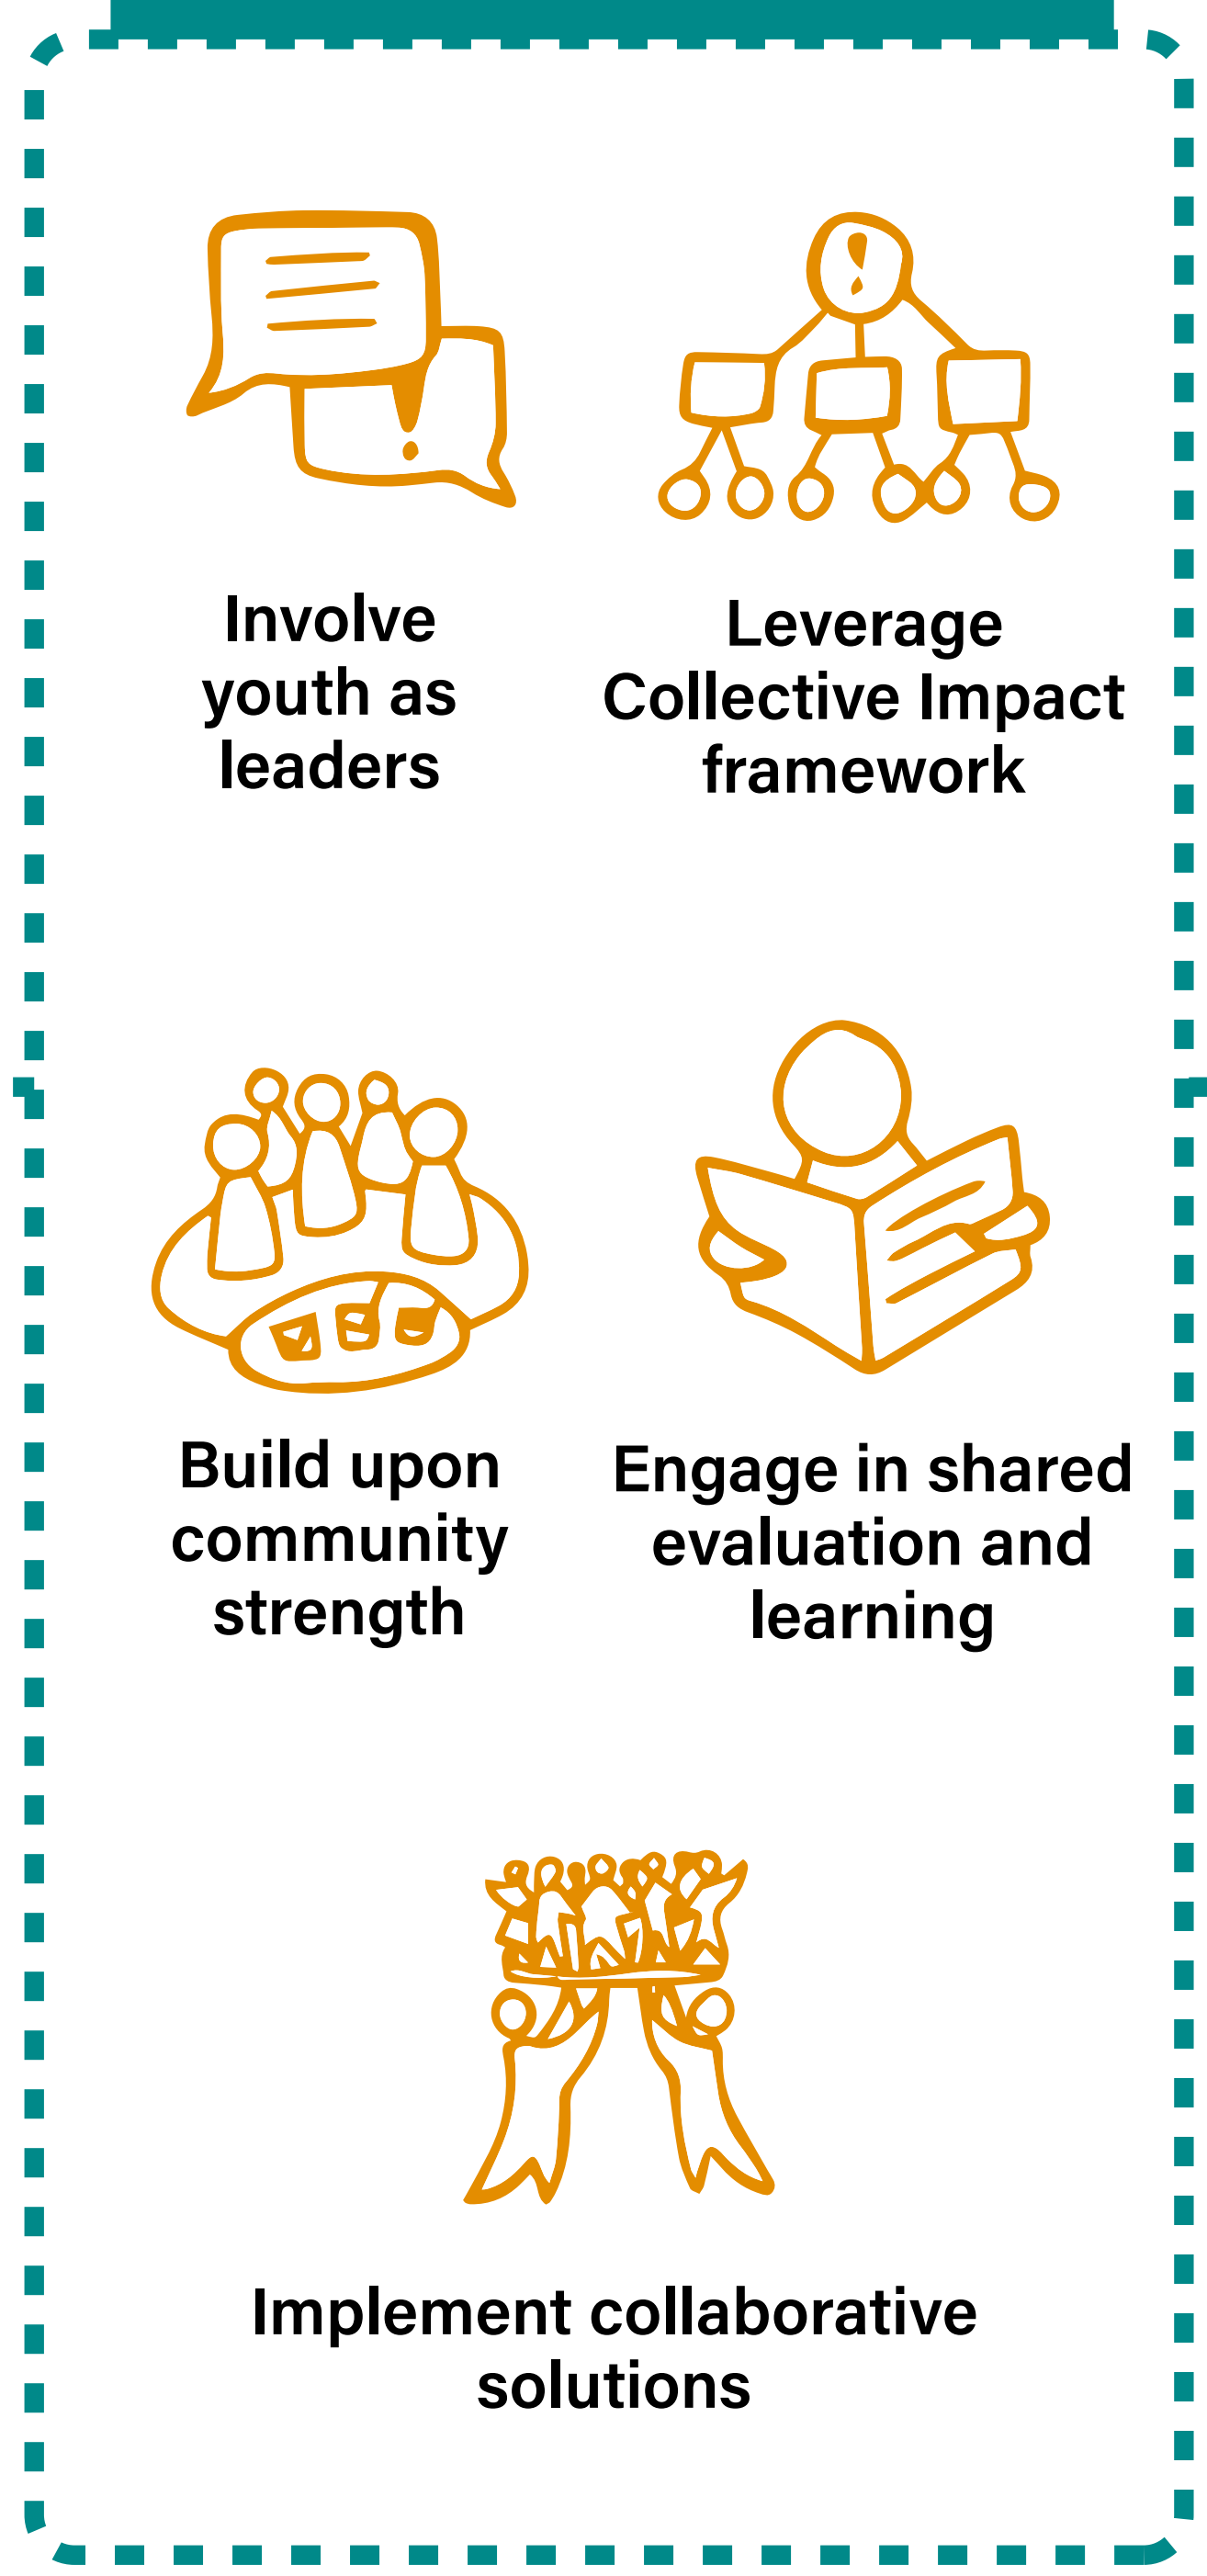 Involve
youth as
leaders
Leverage
Collective Impact
framework
Build upon
community
strength
Engage in shared
evaluation and
learning
Implement collaborative
solutions